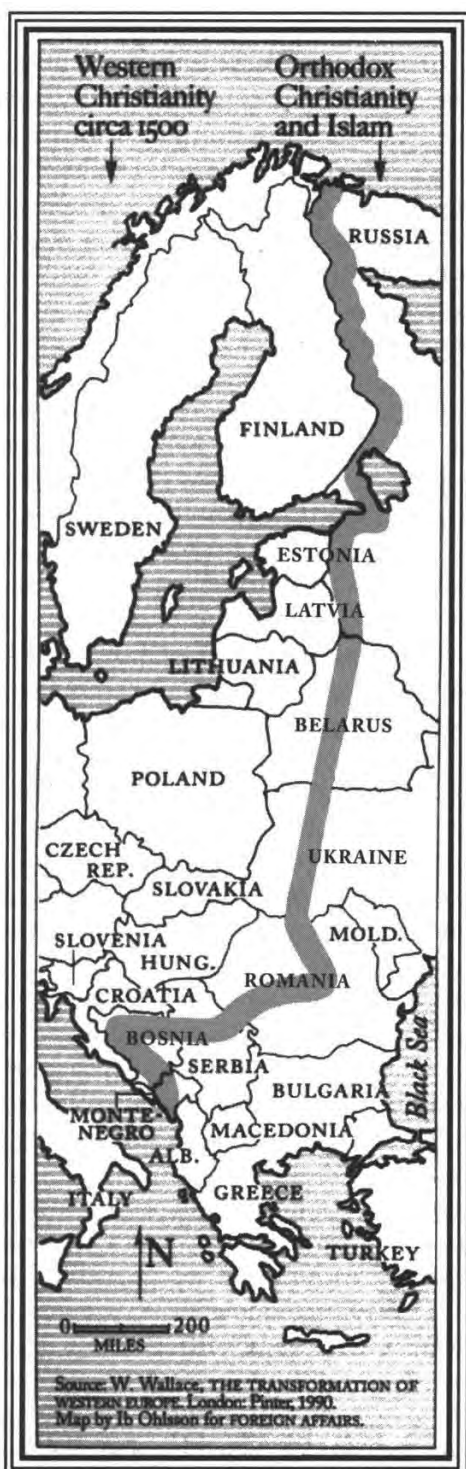 Western
Christianity
circa 1500
Orthodox
Christianity
and Islam
RUSSIA
FINLAND
SWEDEN
ESTONIA
LATVIA
LITHUANIA
BELARUS
POLAND
UKRAINE
CZECH
REP.
SLOVAKIA
MOLD.
SLOVENIA
HUNG.
ROMANIA
CROATIA
BOSNIA
SERBIA
Black Sea
BULGARIA
MONTE-
NEGRO
MACEDONIA
ALB.
ITALY
GREECE
TURKEY
N
0 200
MILES
Source: W. Wallace, THE TRANSFORMATION OF
WESTERN EUROPE. London: Pinter, 1990.
Map by Ib Ohlsson for FOREIGN AFFAIRS.